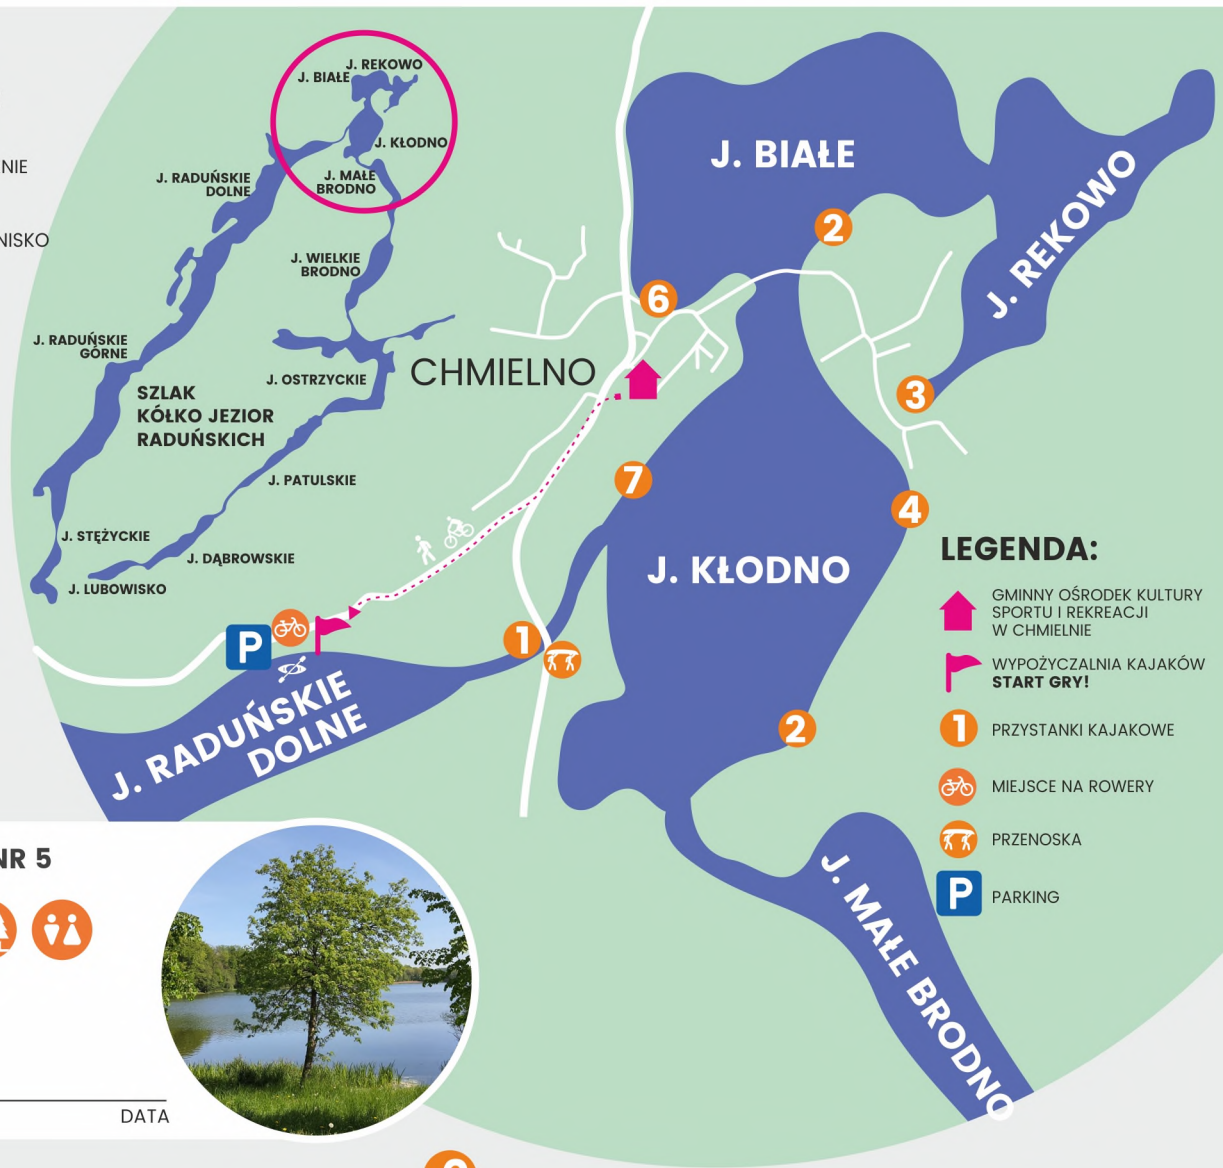 J. REKOWO
J. BIAŁE
J. KŁODNO
J. MAŁE
BRODNO
J. RADUŃSKIE
DOLNE
J. WIELKIE
BRODNO
J. RADUŃSKIE
GÓRNE
J. OSTRZYCKIE
SZLAK
KÓŁKO JEZIOR
RADUŃSKICH
J. PATULSKIE
J. STĘŻYCKIE
J. DĄBROWSKIE
J. LUBOWISKO
NIE
NISKO
J. BIAŁE
J. REKOWO
2
6
CHMIELNO
3
7
4
J. KŁODNO
1
P
J. RADUŃSKIE
DOLNE
2
J. MAŁE BRODNO
LEGENDA:
GMINNY OŚRODEK KULTURY
SPORTU I REKREACJI
W CHMIELNIE
WYPOŻYCZALNIA KAJAKÓW
START GRY!
1 PRZYSTANKI KAJAKOWE
MIEJSCE NA ROWERY
PRZENOSKA
P PARKING
NR 5
DATA